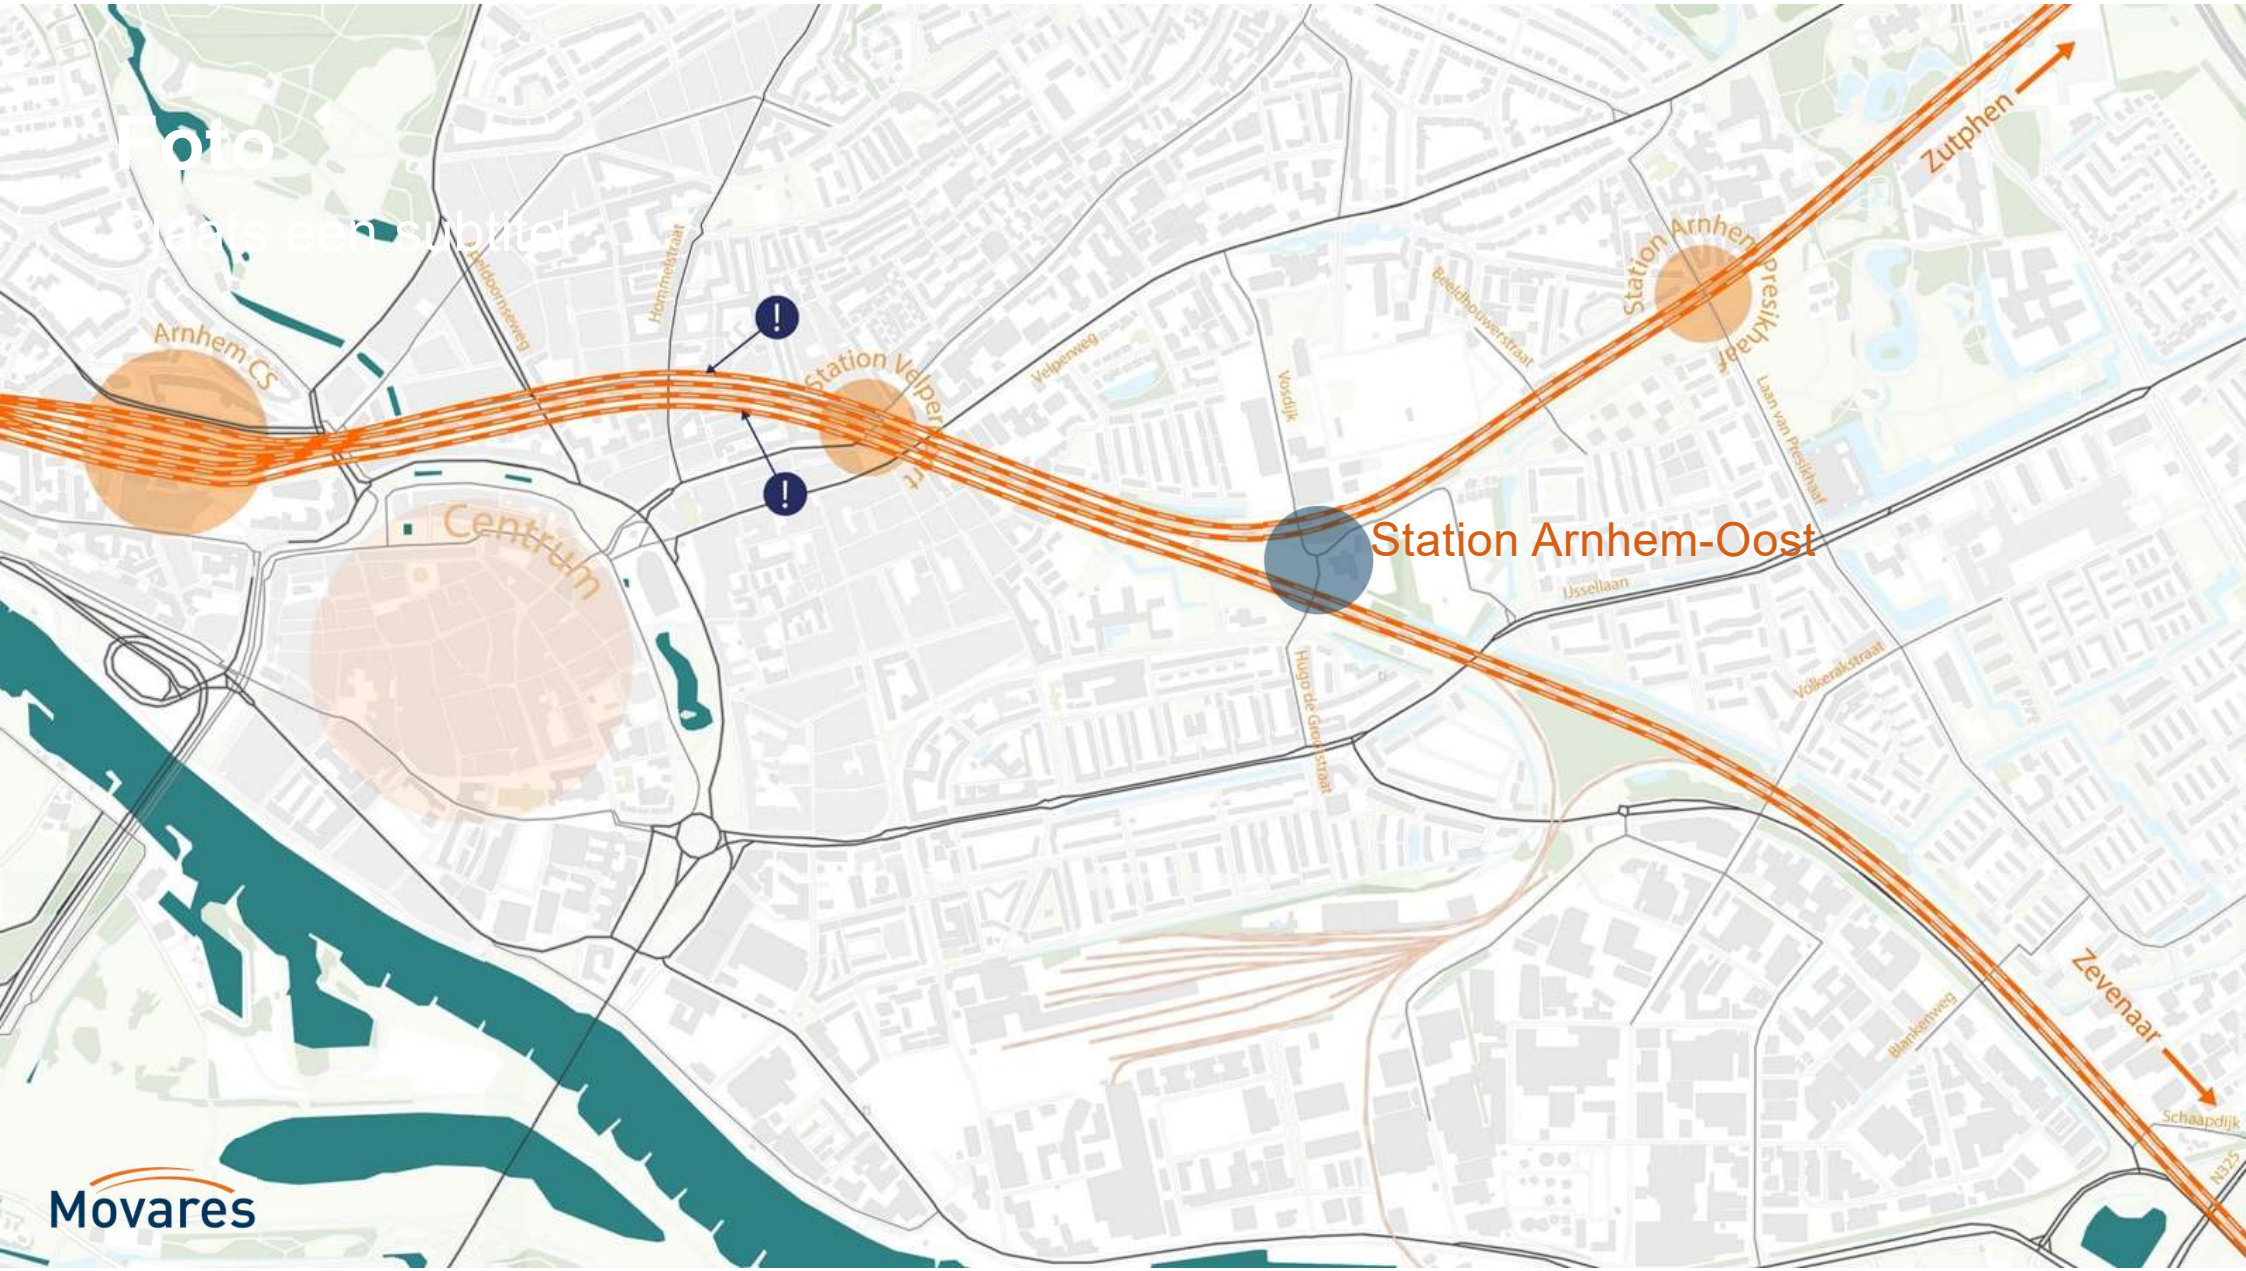 Foto
Plaats een subtitel
Zutphen
Station Arnhem Presikhaaf
Apeldoornseweg
Hommelstraat
!
Arnhem CS
Station Velperpoort
Velperweg
Vosdijk
Beeldhouwerstraat
Laan van Presikhaaf
!
Centrum
Station Arnhem-Oost
IJssellaan
Hugo de Grootstraat
Volkerakstraat
Zevenaar
Blankenweg
Schaapdijk
N325
Movares